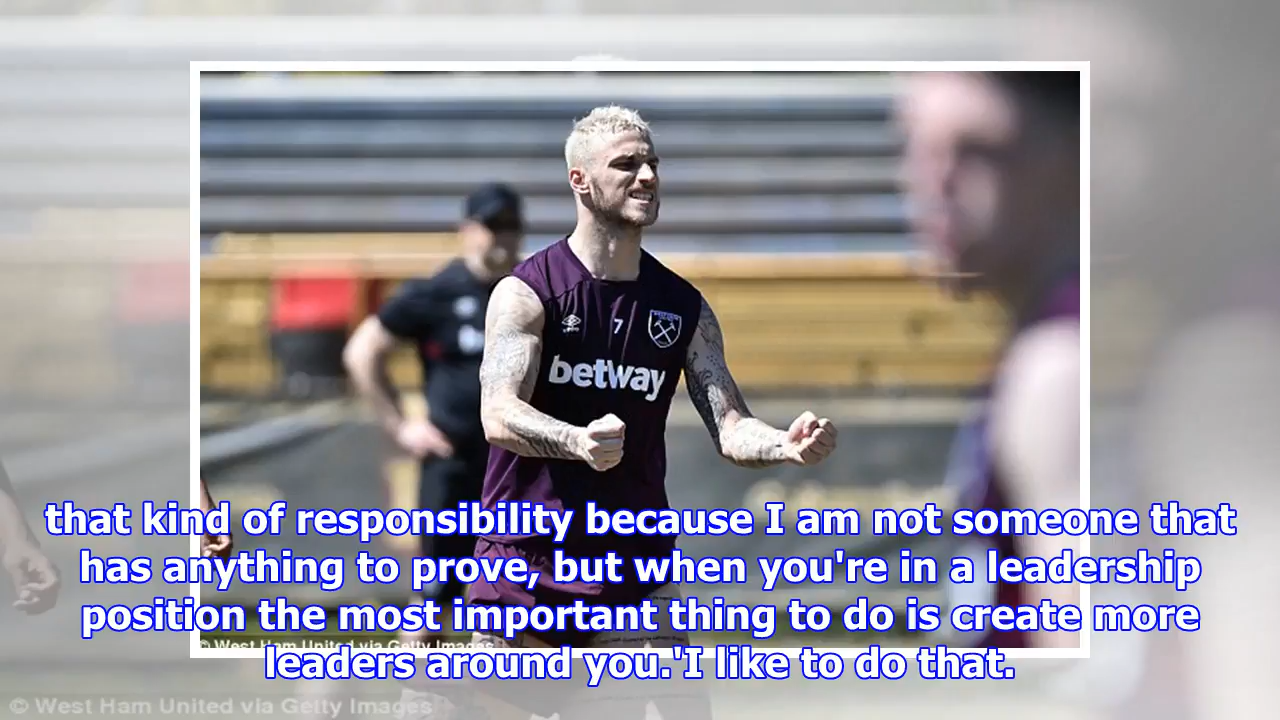 7
betway
that kind of responsibility because I am not someone that
has anything to prove, but when you're in a leadership
position the most important thing to do is create more
© West Ham United via Getty Images
leaders around you.'I like to do that.
© West Ham United via Getty Images